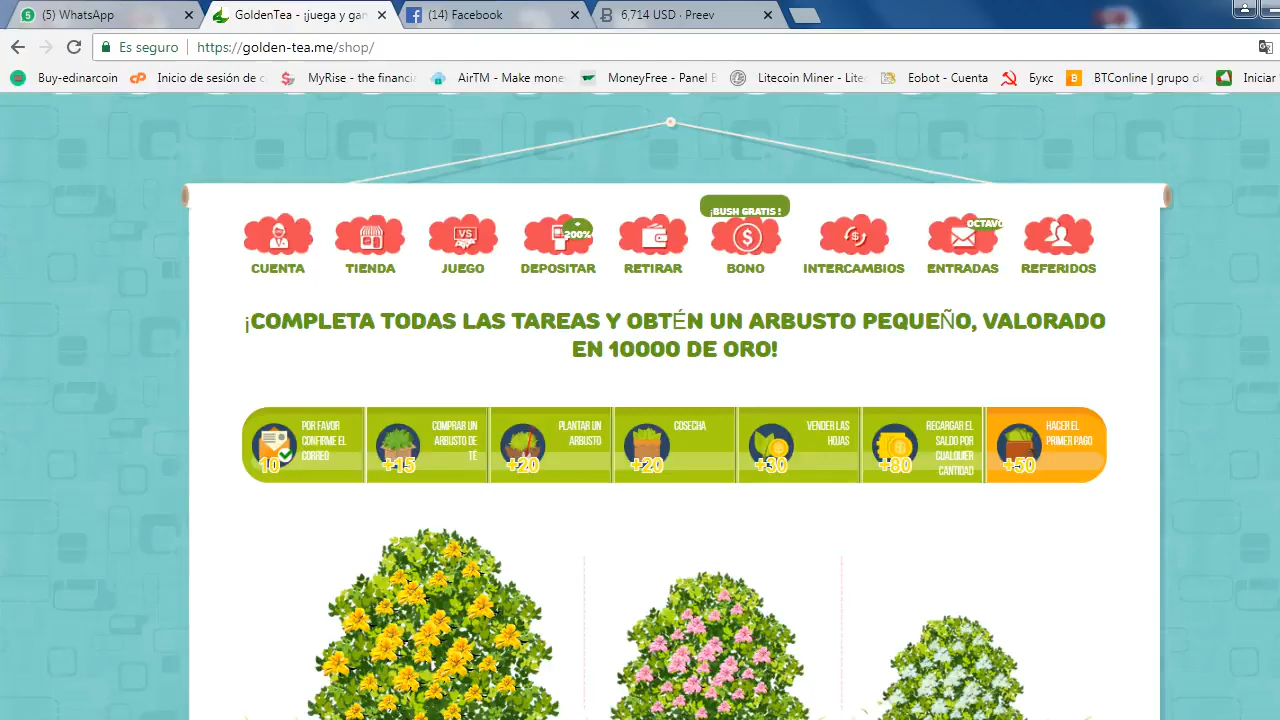 (5) WhatsApp
GoldenTea - ¡juega y gan
(14) Facebook
6,714 USD · Preev
Es seguro
https://golden-tea.me/shop/
Buy-edinarcoin
Inicio de sesión de c
MyRise - the financia
AirTM - Make mone
MoneyFree - Panel B
Litecoin Miner - Lite
Eobot - Cuenta
Букс
BTConline | grupo de
Iniciar
¡BUSH GRATIS !
+
200%
OCTAVO
VS
CUENTA
TIENDA
JUEGO
DEPOSITAR
RETIRAR
BONO
INTERCAMBIOS
ENTRADAS
REFERIDOS
¡COMPLETA TODAS LAS TAREAS Y OBTÉN UN ARBUSTO PEQUEÑO, VALORADO
EN 10000 DE ORO!
POR FAVOR
CONFIRME EL
CORREO
10
COMPRAR UN
ARBUSTO DE
TÉ
+15
PLANTAR UN
ARBUSTO
+20
COSECHA
+20
VENDER LAS
HOJAS
+30
RECARGAR EL
SALDO POR
CUALQUIER
CANTIDAD
+80
HACER EL
PRIMER PAGO
+50